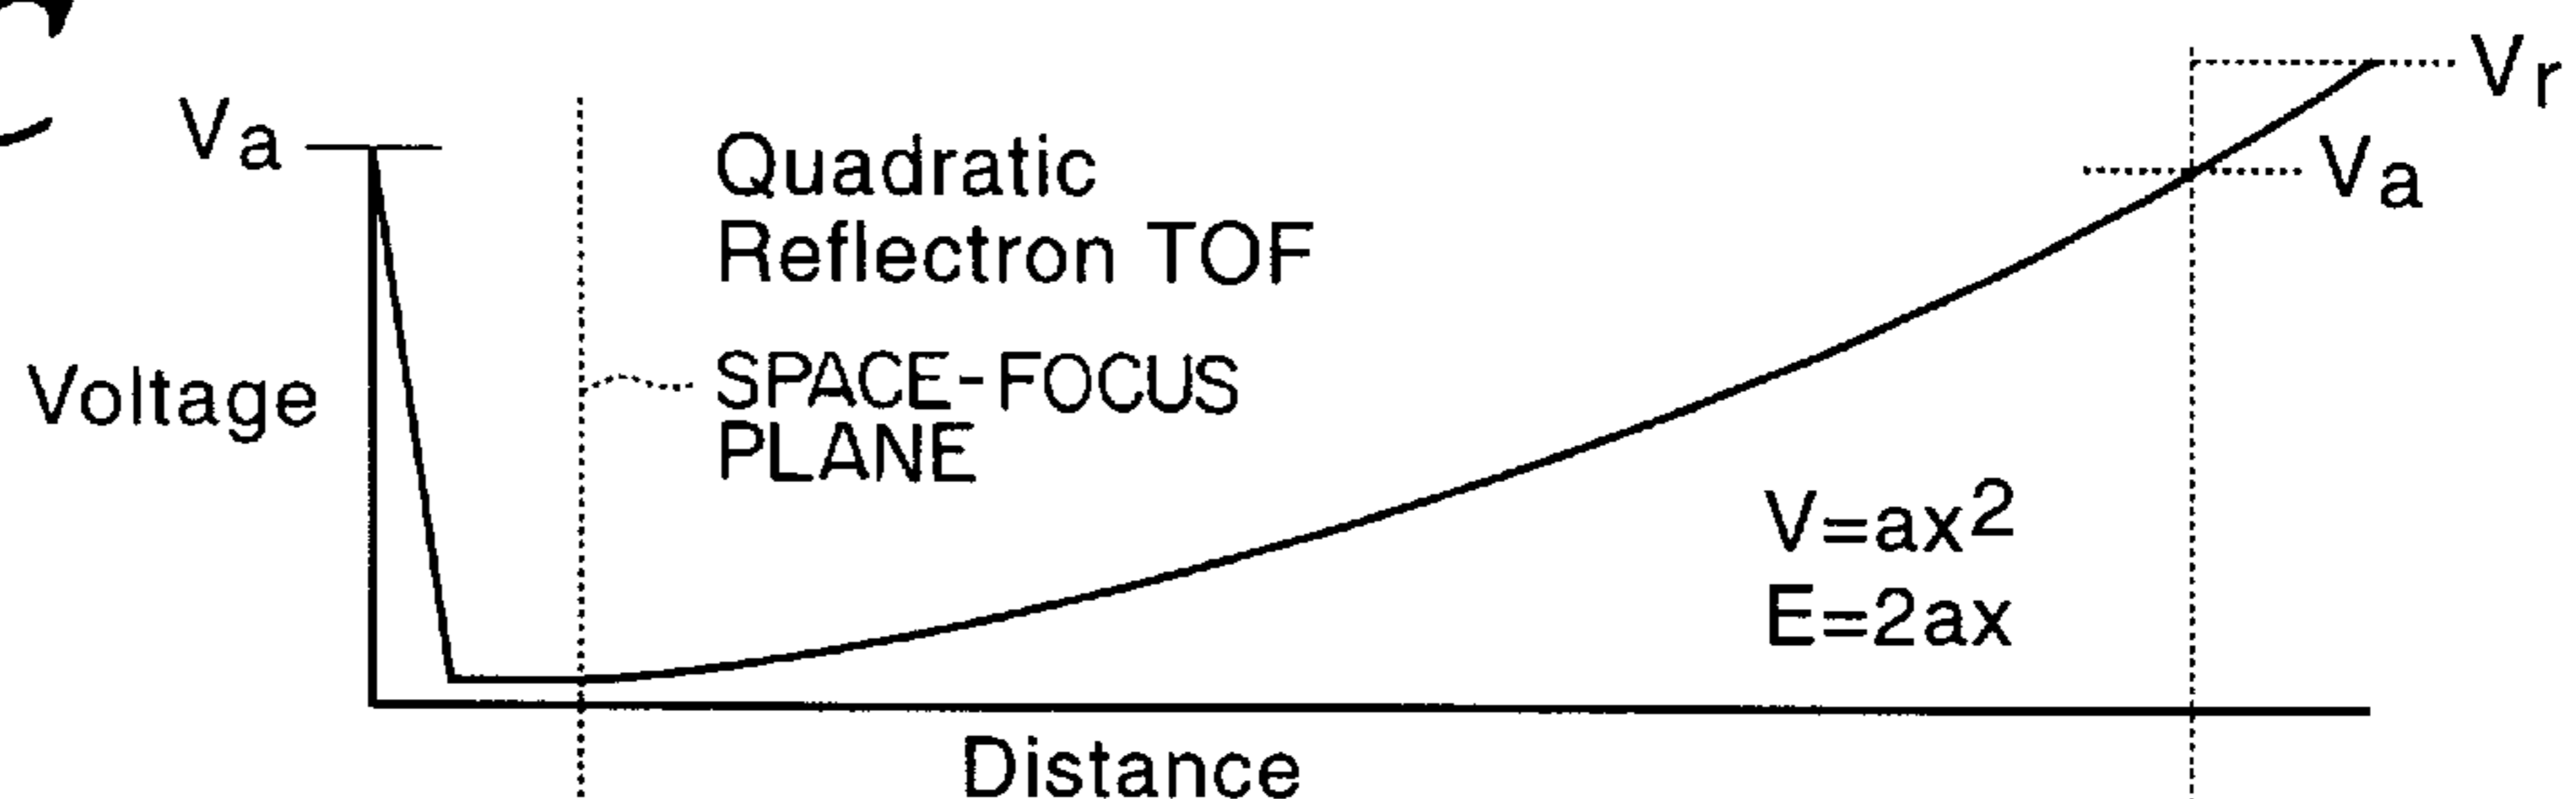 Vr
Va
Va
Quadratic
Reflectron TOF
Voltage
SPACE-FOCUS
PLANE
V=ax²
E=2ax
Distance